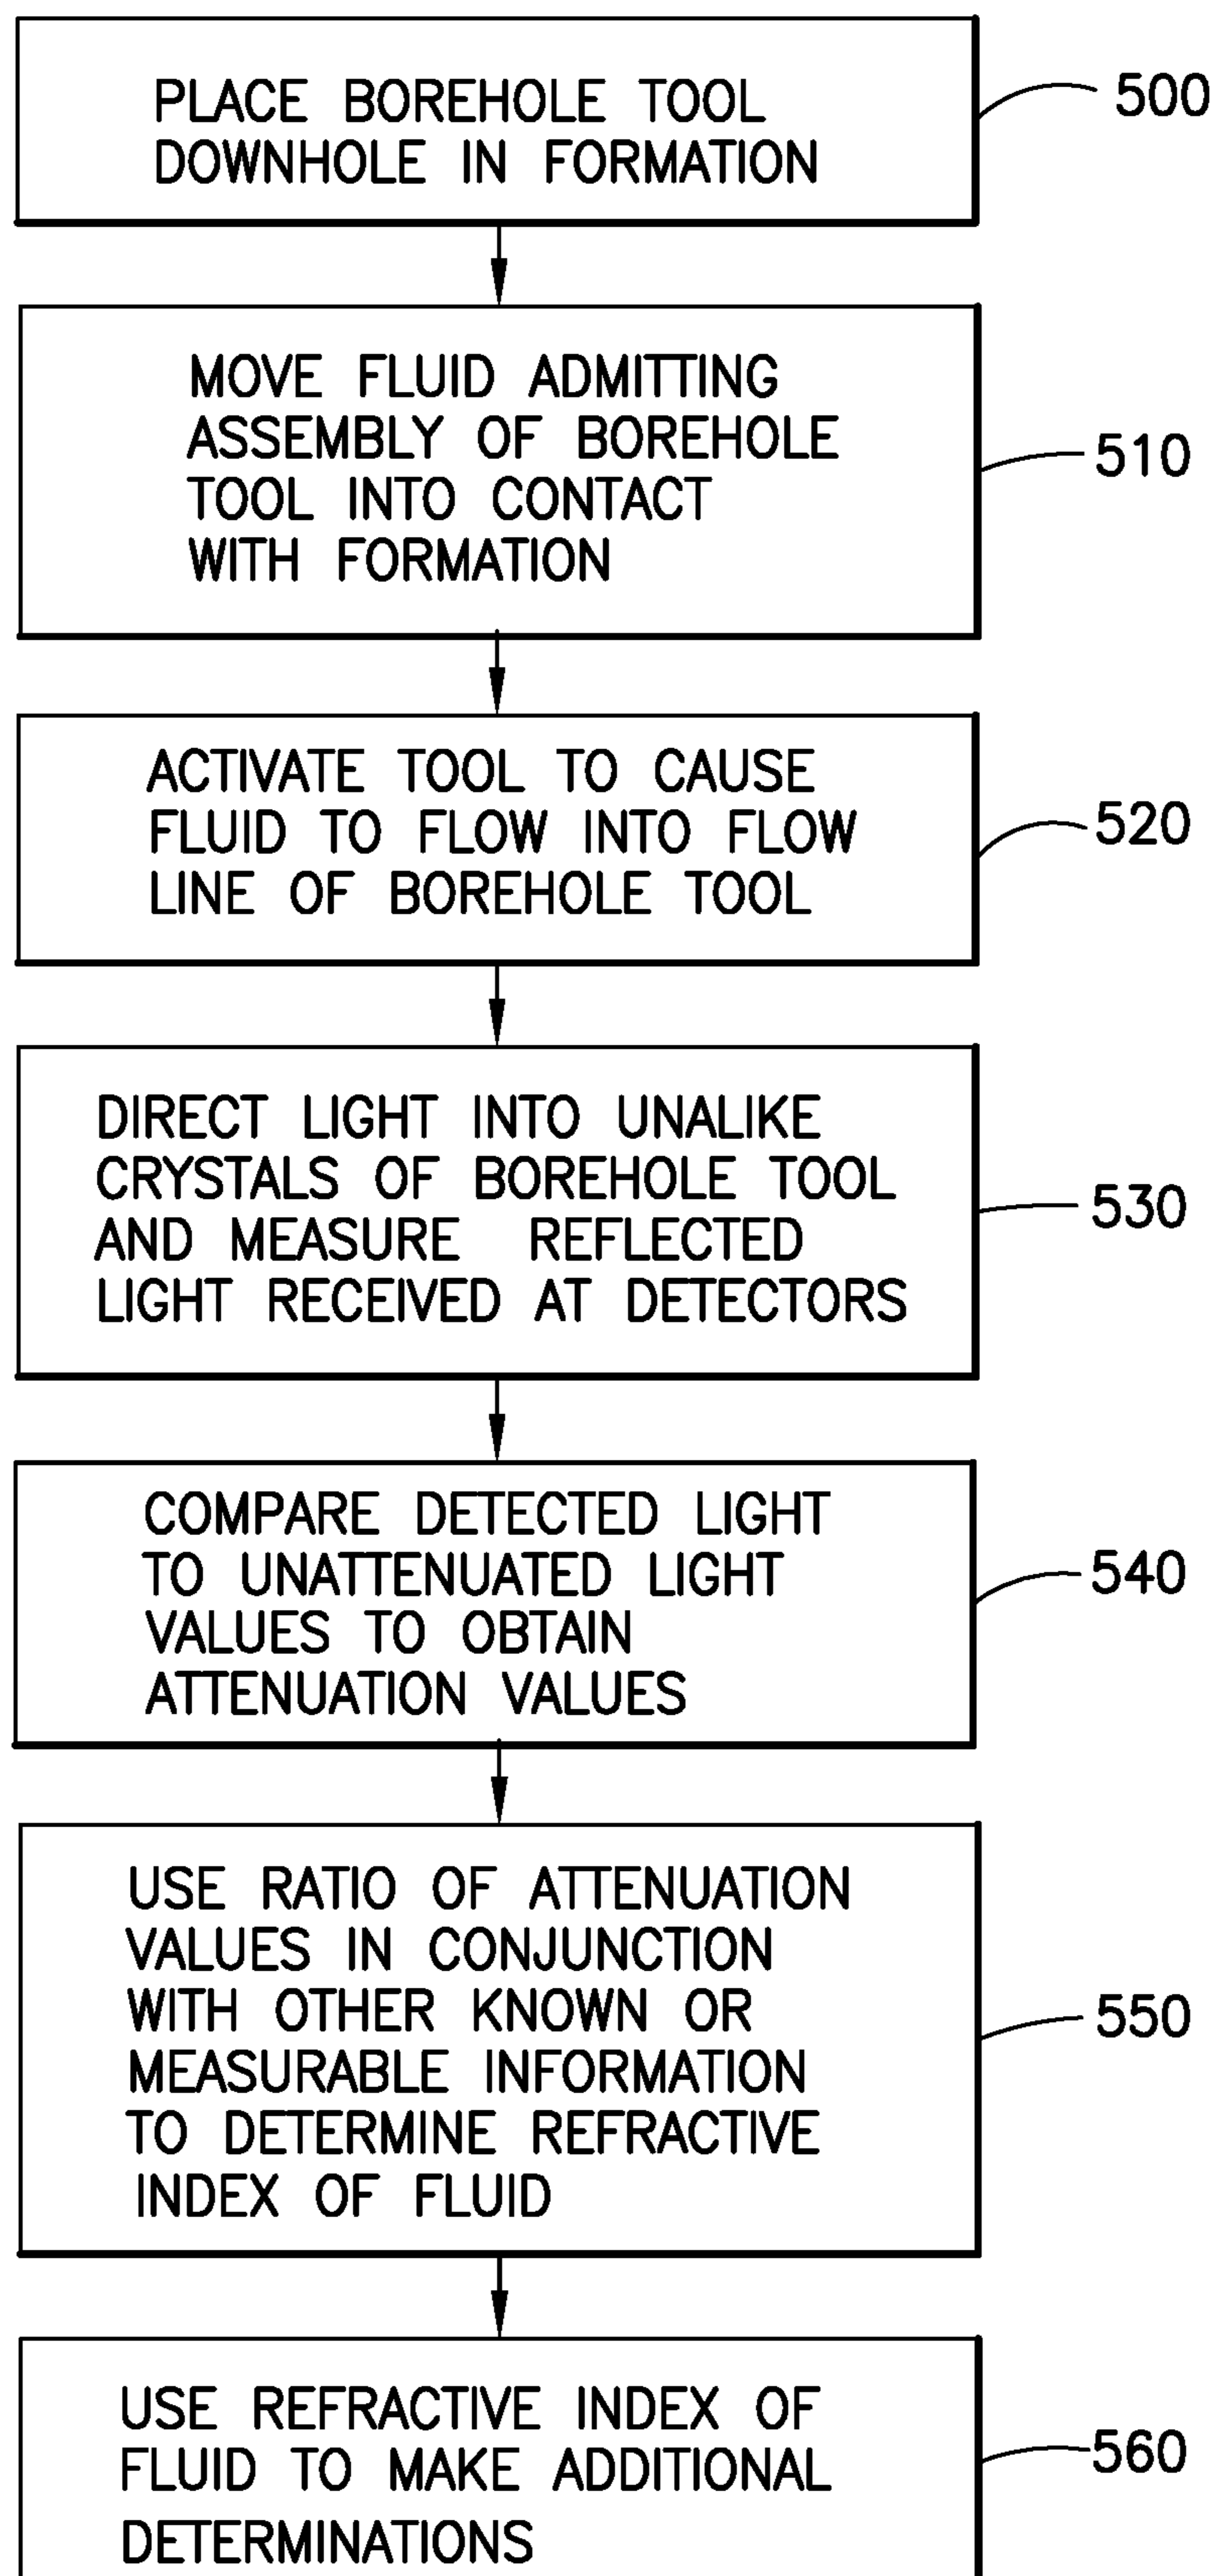 PLACE BOREHOLE TOOL
DOWNHOLE IN FORMATION
500
MOVE FLUID ADMITTING
ASSEMBLY OF BOREHOLE
TOOL INTO CONTACT
WITH FORMATION
510
ACTIVATE TOOL TO CAUSE
FLUID TO FLOW INTO FLOW
LINE OF BOREHOLE TOOL
520
DIRECT LIGHT INTO UNALIKE
CRYSTALS OF BOREHOLE TOOL
AND MEASURE REFLECTED
LIGHT RECEIVED AT DETECTORS
530
COMPARE DETECTED LIGHT
TO UNATTENUATED LIGHT
VALUES TO OBTAIN
ATTENUATION VALUES
540
USE RATIO OF ATTENUATION
VALUES IN CONJUNCTION
WITH OTHER KNOWN OR
MEASURABLE INFORMATION
TO DETERMINE REFRACTIVE
INDEX OF FLUID
550
USE REFRACTIVE INDEX OF
FLUID TO MAKE ADDITIONAL
DETERMINATIONS
560